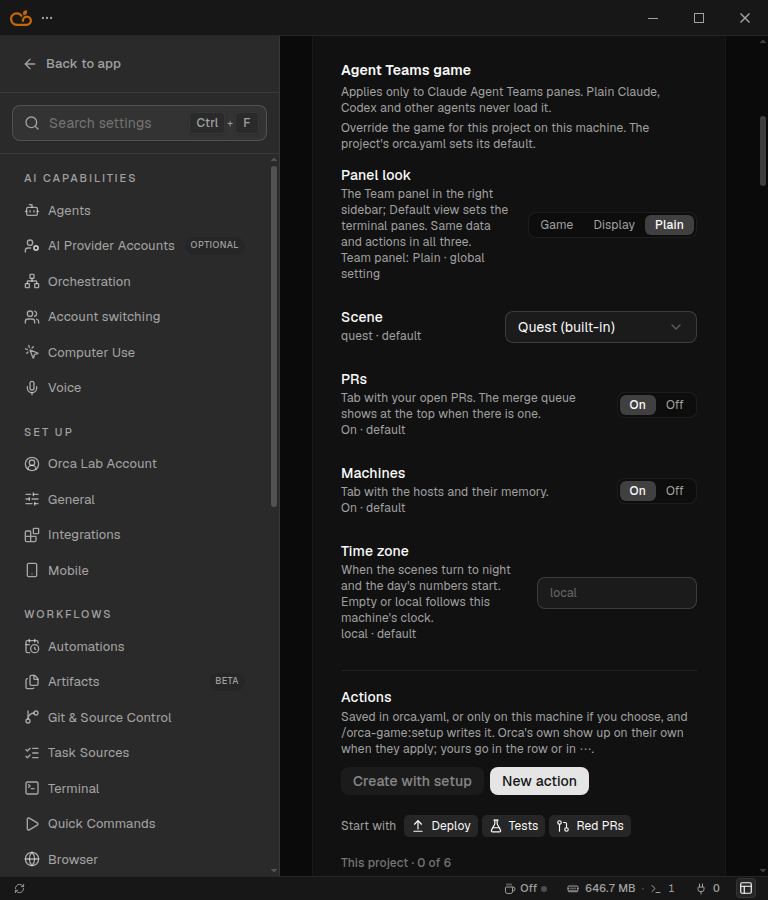 Back to app
Search settings
Ctrl + F
AI CAPABILITIES
Agents
AI Provider Accounts OPTIONAL
Orchestration
Account switching
Computer Use
Voice
SET UP
Orca Lab Account
General
Integrations
Mobile
WORKFLOWS
Automations
Artifacts BETA
Git & Source Control
Task Sources
Terminal
Quick Commands
Browser
Agent Teams game
Applies only to Claude Agent Teams panes. Plain Claude,
Codex and other agents never load it.
Override the game for this project on this machine. The
project's orca.yaml sets its default.
Panel look
The Team panel in the right
sidebar; Default view sets the
terminal panes. Same data
and actions in all three.
Team panel: Plain · global
setting
Game Display Plain
Scene
quest · default
Quest (built-in)
PRs
Tab with your open PRs. The merge queue
shows at the top when there is one.
On · default
On Off
Machines
Tab with the hosts and their memory.
On · default
On Off
Time zone
When the scenes turn to night
and the day's numbers start.
Empty or local follows this
machine's clock.
local · default
local
Actions
Saved in orca.yaml, or only on this machine if you choose, and
/orca-game:setup writes it. Orca's own show up on their own
when they apply; yours go in the row or in ⋯.
Create with setup New action
Start with Deploy Tests Red PRs
This project · 0 of 6
Off 646.7 MB · 1 0